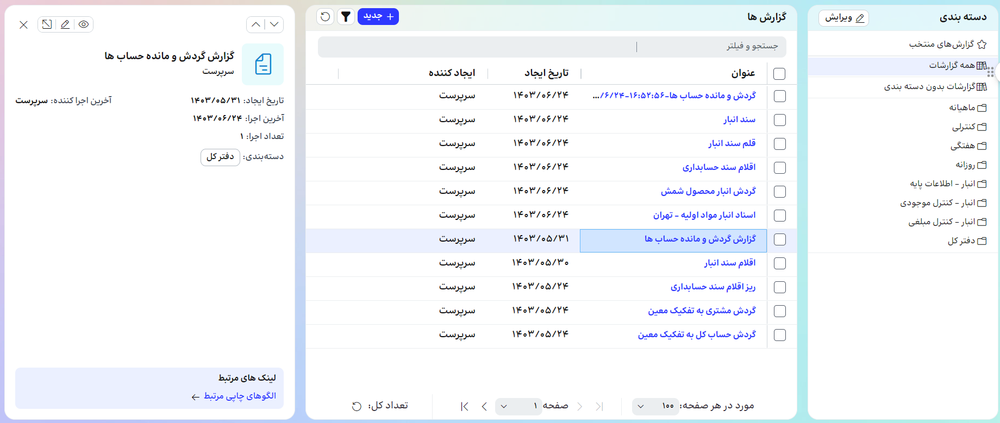 دسته بندی
ویرایش
گزارش‌های منتخب
همه گزارشات
گزارشات بدون دسته بندی
ماهیانه
کنترلی
هفتگی
روزانه
انبار - اطلاعات پایه
انبار - کنترل موجودی
انبار - کنترل مبلغی
دفتر کل
گزارش ها
+ جدید
جستجو و فیلتر
عنوان تاریخ ایجاد ایجاد کننده
گردش و مانده حساب ها-۱۶:۵۲:۵۶-۶/۲۴/... ۱۴۰۳/۰۶/۲۴ سرپرست
سند انبار ۱۴۰۳/۰۶/۲۴ سرپرست
قلم سند انبار ۱۴۰۳/۰۶/۲۴ سرپرست
اقلام سند حسابداری ۱۴۰۳/۰۶/۲۴ سرپرست
گردش انبار محصول شمش ۱۴۰۳/۰۶/۲۴ سرپرست
اسناد انبار مواد اولیه - تهران ۱۴۰۳/۰۶/۲۴ سرپرست
گزارش گردش و مانده حساب ها ۱۴۰۳/۰۵/۳۱ سرپرست
اقلام سند انبار ۱۴۰۳/۰۵/۳۰ سرپرست
ریز اقلام سند حسابداری ۱۴۰۳/۰۵/۲۴ سرپرست
گردش مشتری به تفکیک معین ۱۴۰۳/۰۵/۲۴ سرپرست
گردش حساب کل به تفکیک معین ۱۴۰۳/۰۵/۲۴ سرپرست
مورد در هر صفحه: ۱۰۰ صفحه ۱ تعداد کل:
گزارش گردش و مانده حساب ها
سرپرست
تاریخ ایجاد: ۱۴۰۳/۰۵/۳۱ آخرین اجرا کننده: سرپرست
آخرین اجرا: ۱۴۰۳/۰۶/۲۴
تعداد اجرا: ۱
دسته‌بندی: دفتر کل
لینک های مرتبط
الگوهای چاپی مرتبط ←